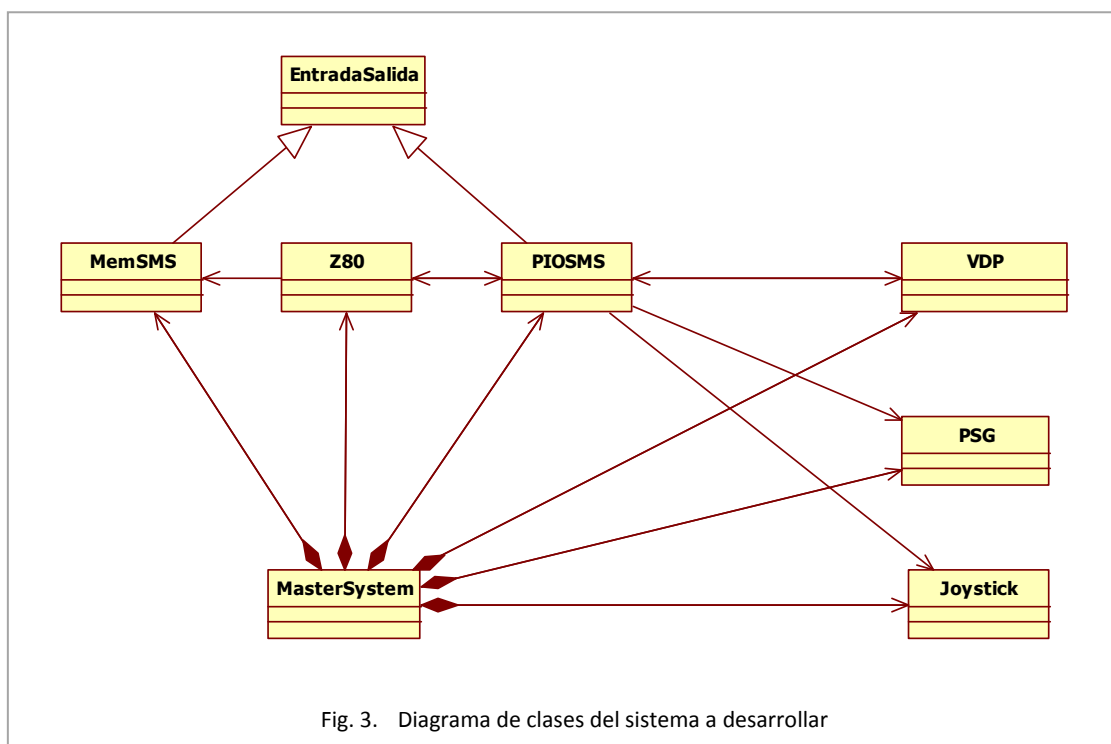 EntradaSalida
MemSMS
Z80
PIOSMS
VDP
PSG
MasterSystem
Joystick
Fig. 3. Diagrama de clases del sistema a desarrollar